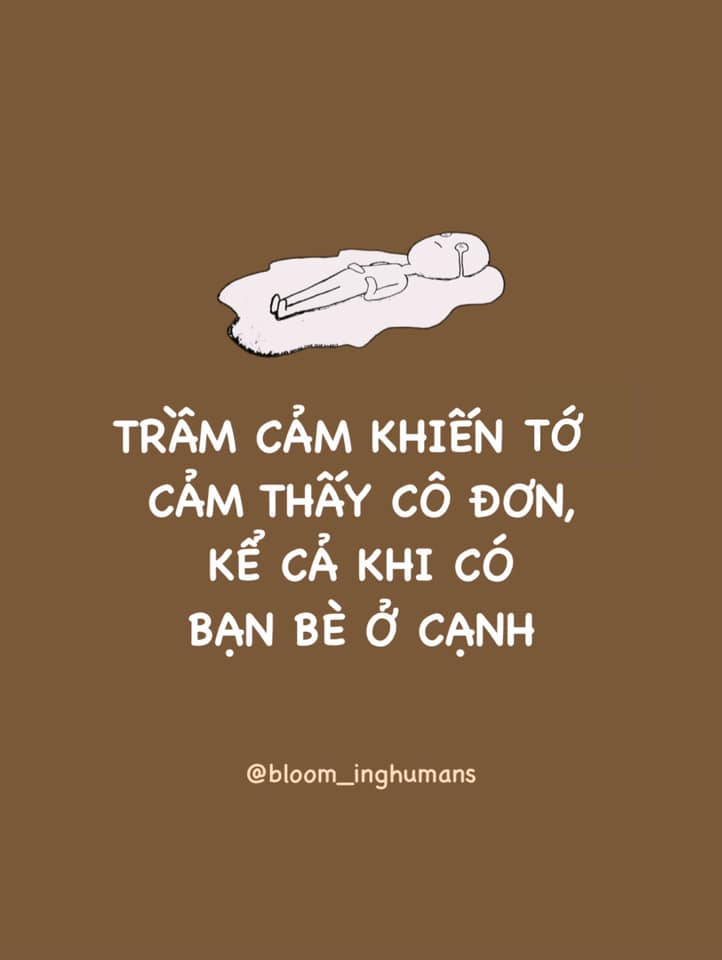 TRẦM CẢM KHIẾN TỚ
CẢM THẤY CÔ ĐƠN,
KỂ CẢ KHI CÓ
BẠN BÈ Ở CẠNH
@bloom_inghumans